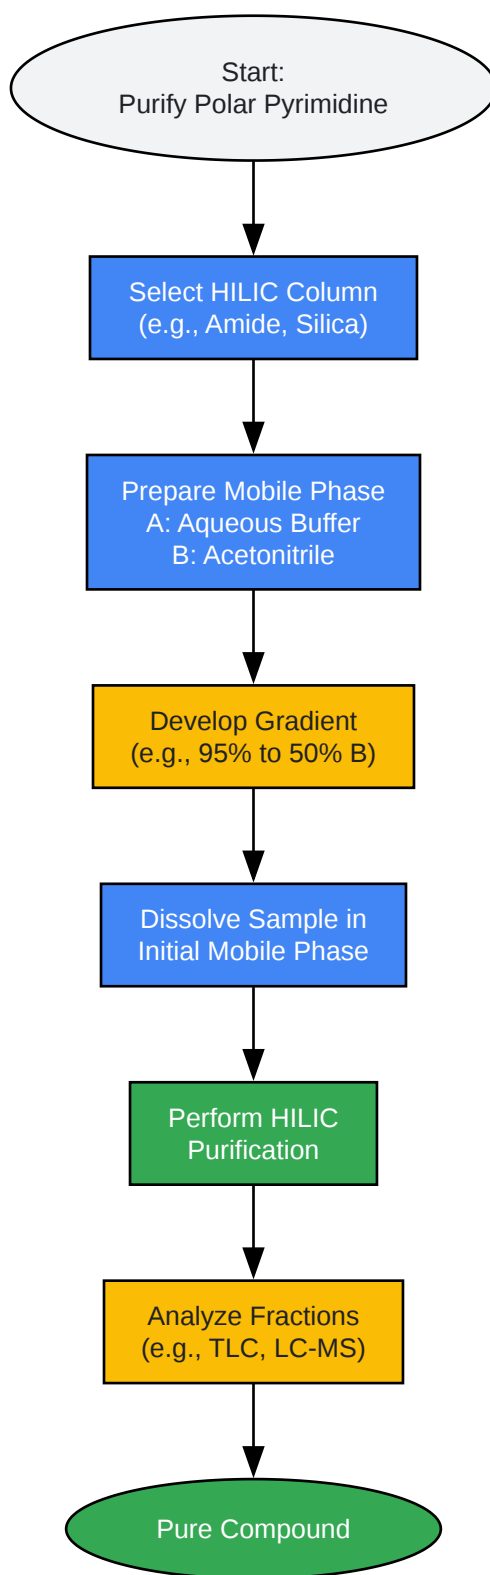 Start:
Purify Polar Pyrimidine
Select HILIC Column
(e.g., Amide, Silica)
Prepare Mobile Phase
A: Aqueous Buffer
B: Acetonitrile
Develop Gradient
(e.g., 95% to 50% B)
Dissolve Sample in
Initial Mobile Phase
Perform HILIC
Purification
Analyze Fractions
(e.g., TLC, LC-MS)
Pure Compound